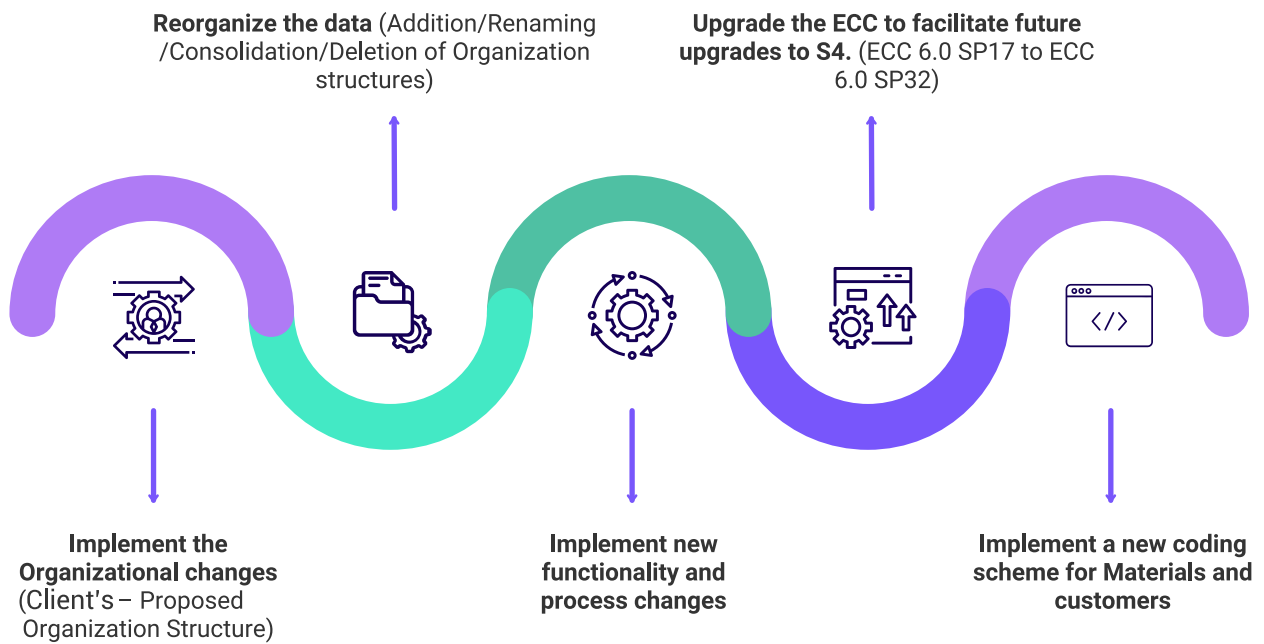 Reorganize the data (Addition/Renaming
/Consolidation/Deletion of Organization
structures)
Upgrade the ECC to facilitate future
upgrades to S4. (ECC 6.0 SP17 to ECC
6.0 SP32)
</>
Implement the
Organizational changes
(Client's – Proposed
Organization Structure)
Implement new
functionality and
process changes
Implement a new coding
scheme for Materials and
customers